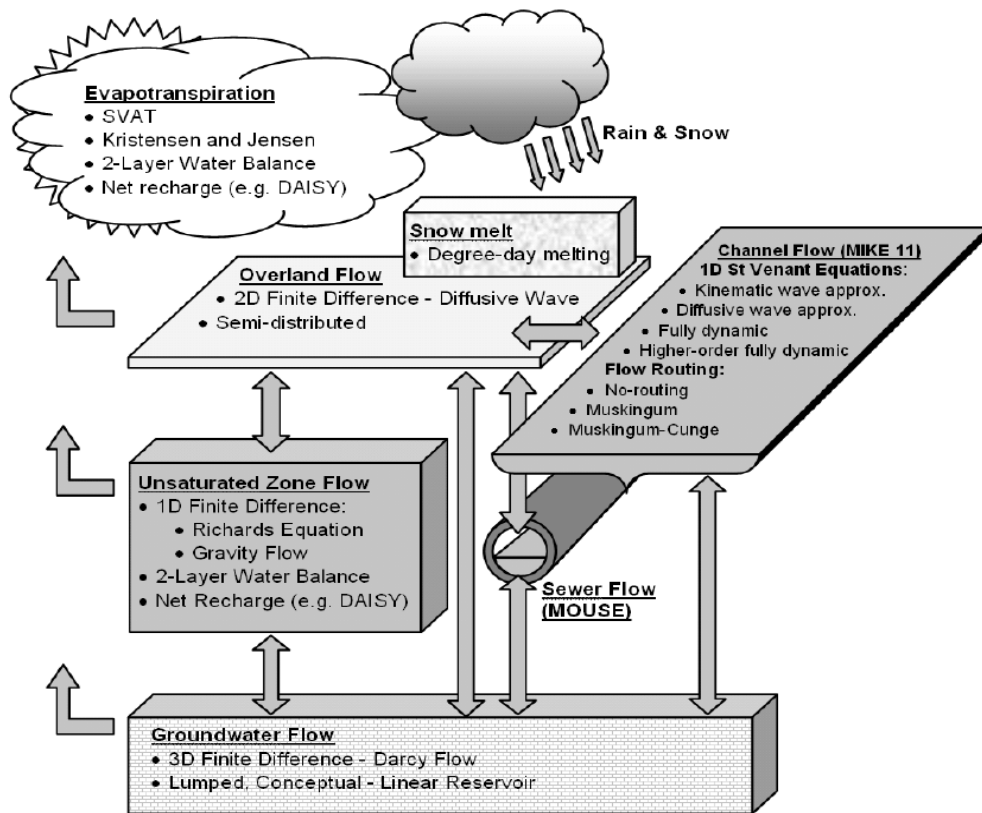 Evapotranspiration
• SVAT
• Kristensen and Jensen
• 2-Layer Water Balance
• Net recharge (e.g. DAISY)
Rain & Snow
Snow melt
• Degree-day melting
Overland Flow
• 2D Finite Difference - Diffusive Wave
• Semi-distributed
Channel Flow (MIKE 11)
1D St Venant Equations:
• Kinematic wave approx.
• Diffusive wave approx.
• Fully dynamic
• Higher-order fully dynamic
Flow Routing:
• No-routing
• Muskingum
• Muskingum-Cunge
Unsaturated Zone Flow
• 1D Finite Difference:
• Richards Equation
• Gravity Flow
• 2-Layer Water Balance
• Net Recharge (e.g. DAISY)
Sewer Flow
(MOUSE)
Groundwater Flow
• 3D Finite Difference - Darcy Flow
• Lumped, Conceptual - Linear Reservoir